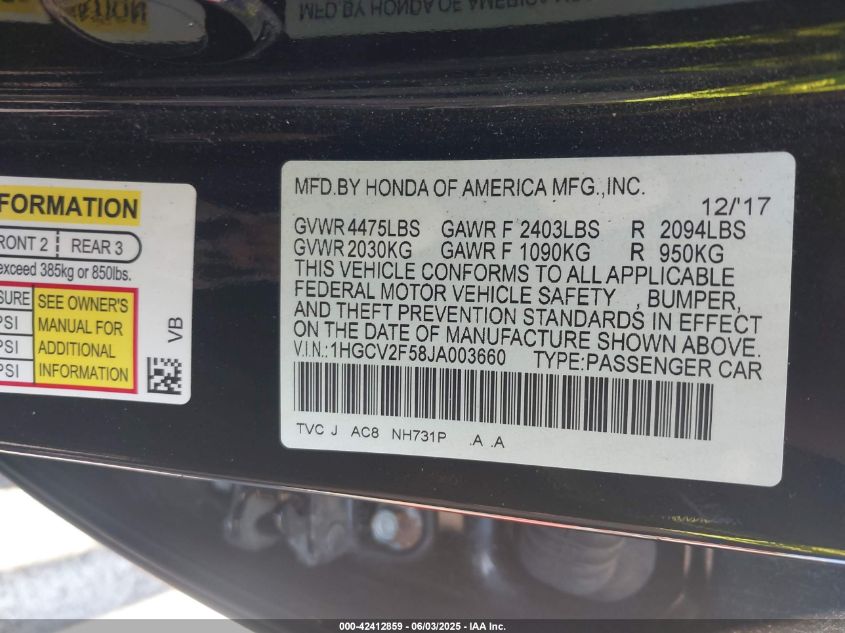 MFD.BY HONDA OF AMERICA MFG.,INC.
12/'17
GVWR 4475LBS GAWR F 2403LBS R 2094LBS
GVWR 2030KG GAWR F 1090KG R 950KG
THIS VEHICLE CONFORMS TO ALL APPLICABLE
FEDERAL MOTOR VEHICLE SAFETY , BUMPER,
AND THEFT PREVENTION STANDARDS IN EFFECT
ON THE DATE OF MANUFACTURE SHOWN ABOVE.
V.I.N.:1HGCV2F58JA003660 TYPE:PASSENGER CAR
TVC J AC8 NH731P .A .A
FORMATION
FRONT 2 REAR 3
exceed 385kg or 850lbs.
SEE OWNER'S
PSI MANUAL FOR
PSI ADDITIONAL
PSI INFORMATION
VB
000-42412859 - 06/03/2025 - IAA Inc.